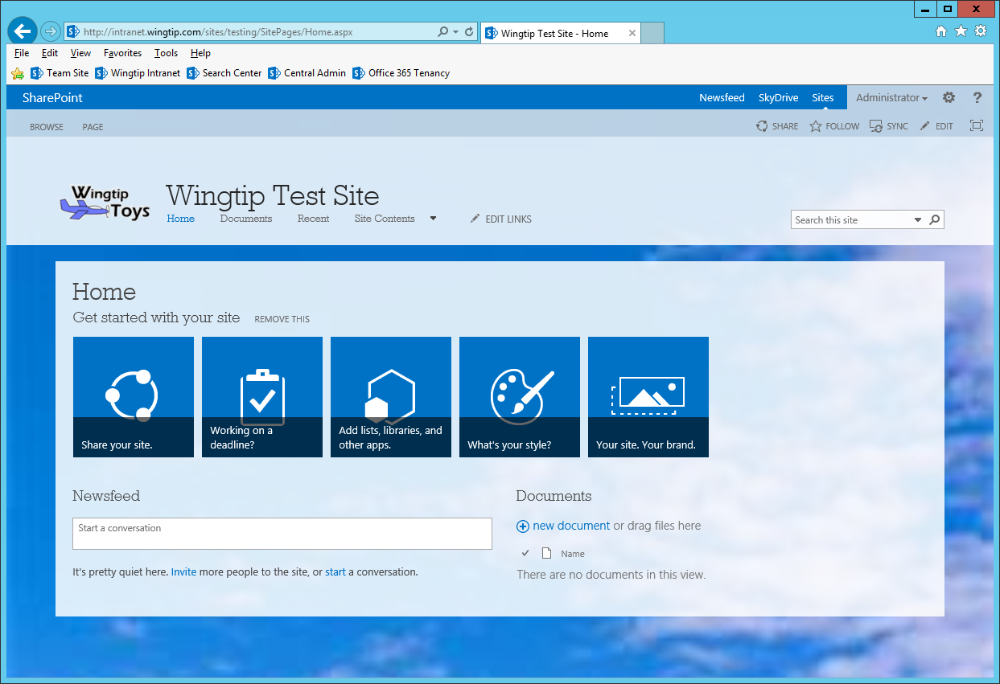 http://intranet.wingtip.com/sites/testing/SitePages/Home.aspx
Wingtip Test Site - Home
File Edit View Favorites Tools Help
Team Site Wingtip Intranet Search Center Central Admin Office 365 Tenancy
SharePoint Newsfeed SkyDrive Sites Administrator ?
BROWSE PAGE SHARE FOLLOW SYNC EDIT
Wingtip Toys
Wingtip Test Site
Home Documents Recent Site Contents EDIT LINKS
Search this site
Home
Get started with your site REMOVE THIS
Share your site.
Working on a
deadline?
Add lists, libraries, and
other apps.
What's your style?
Your site. Your brand.
Newsfeed
Start a conversation
It's pretty quiet here. Invite more people to the site, or start a conversation.
Documents
new document or drag files here
Name
There are no documents in this view.